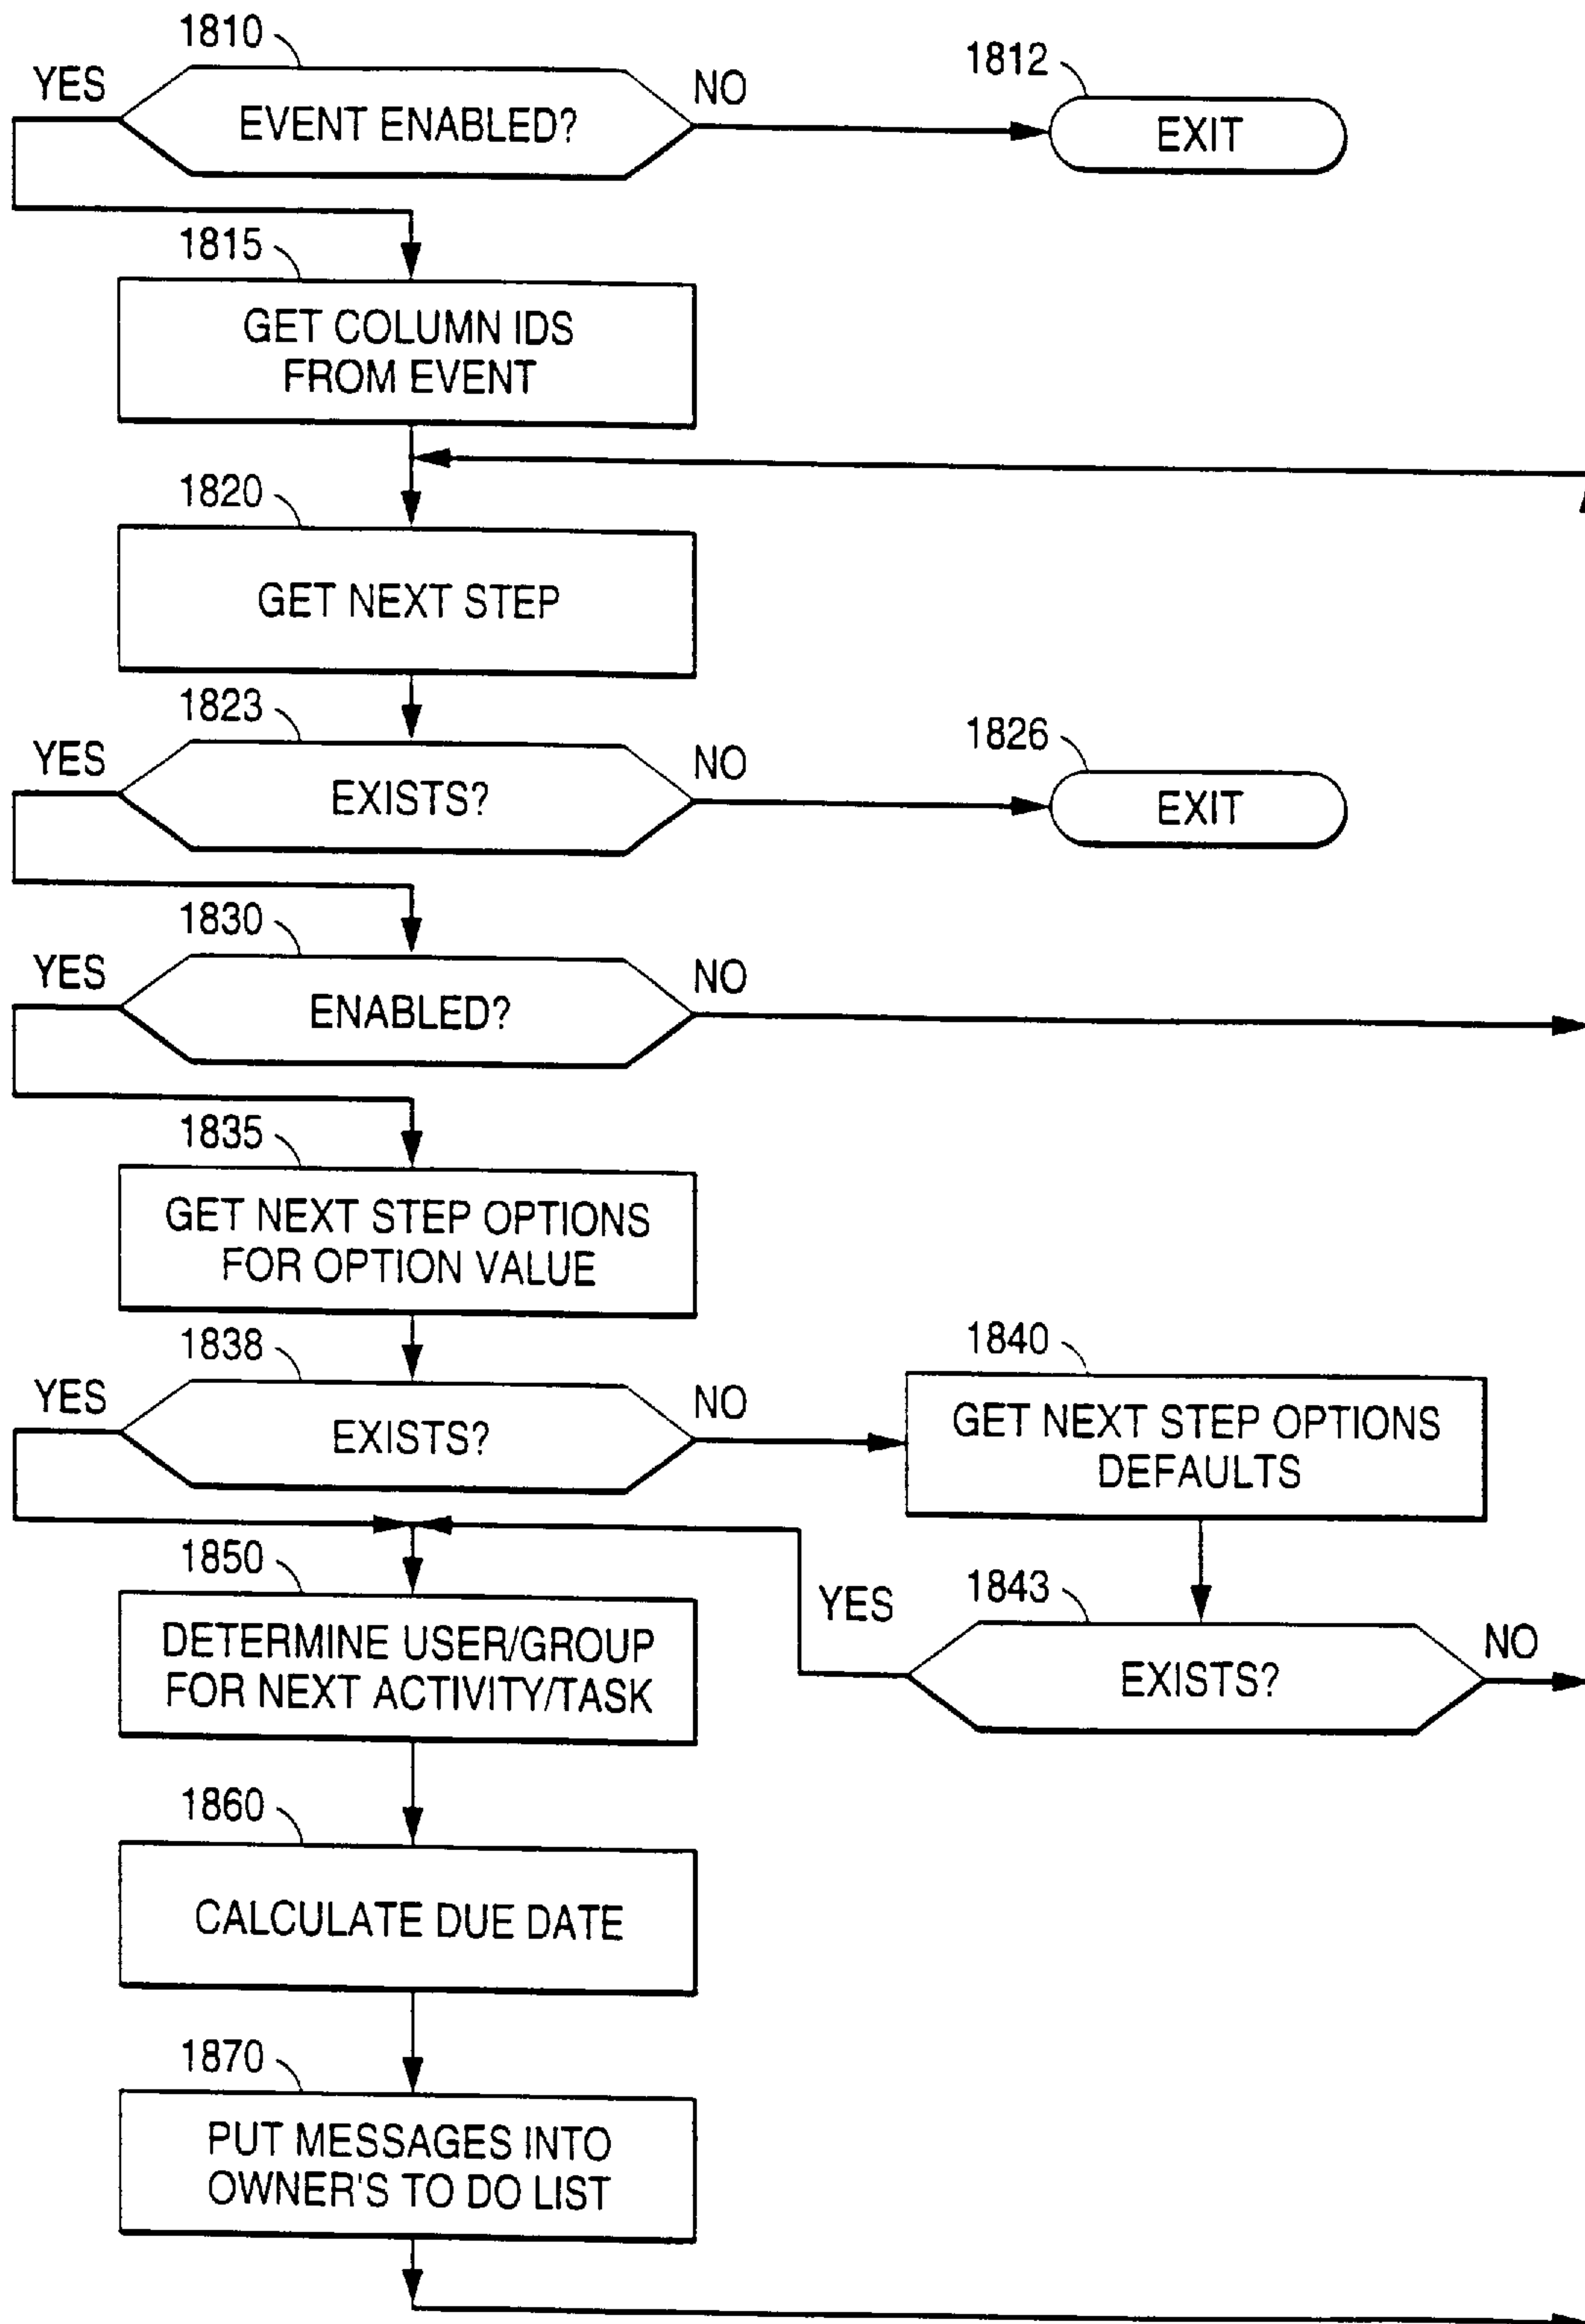 1810
YES
EVENT ENABLED?
NO
1812
EXIT
1815
GET COLUMN IDS
FROM EVENT
1820
GET NEXT STEP
1823
YES
EXISTS?
NO
1826
EXIT
1830
YES
ENABLED?
NO
1835
GET NEXT STEP OPTIONS
FOR OPTION VALUE
1838
YES
EXISTS?
NO
1840
GET NEXT STEP OPTIONS
DEFAULTS
1843
YES
EXISTS?
NO
1850
DETERMINE USER/GROUP
FOR NEXT ACTIVITY/TASK
1860
CALCULATE DUE DATE
1870
PUT MESSAGES INTO
OWNER'S TO DO LIST